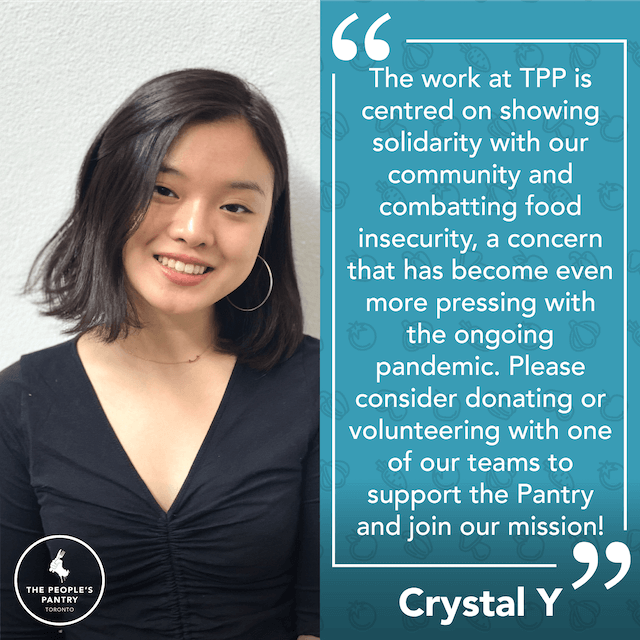 The work at TPP is
centred on showing
solidarity with our
community and
combatting food
insecurity, a concern
that has become even
more pressing with
the ongoing
pandemic. Please
consider donating or
volunteering with one
of our teams to
support the Pantry
and join our mission!
Crystal Y
THE PEOPLE'S
PANTRY
TORONTO